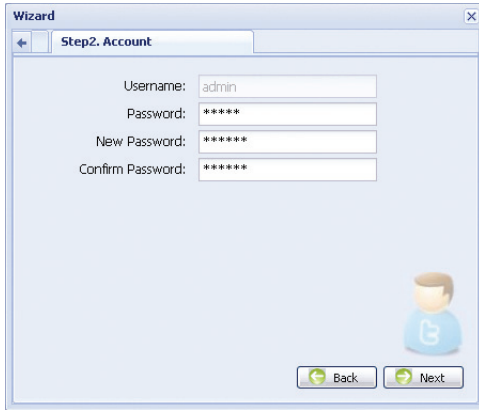 Wizard
Step2. Account
Username: admin
Password: *****
New Password: ******
Confirm Password: ******
Back Next